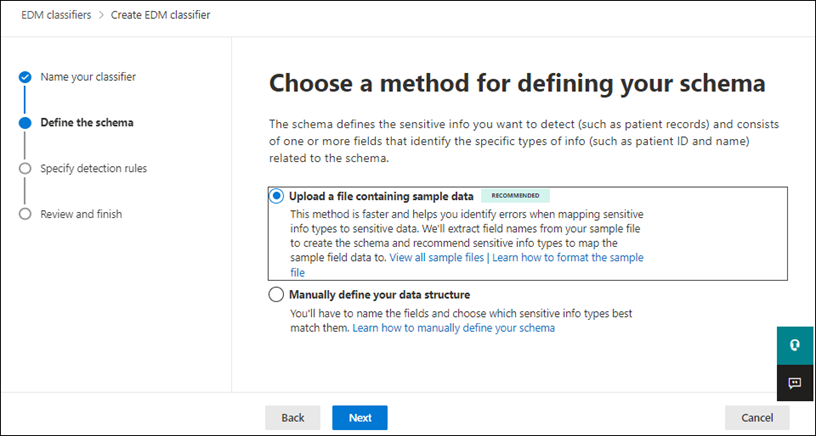 EDM classifiers > Create EDM classifier
Name your classifier
Define the schema
Specify detection rules
Review and finish
Choose a method for defining your schema
The schema defines the sensitive info you want to detect (such as patient records) and consists
of one or more fields that identify the specific types of info (such as patient ID and name)
related to the schema.
Upload a file containing sample data RECOMMENDED
This method is faster and helps you identify errors when mapping sensitive
info types to sensitive data. We'll extract field names from your sample file
to create the schema and recommend sensitive info types to map the
sample field data to. View all sample files | Learn how to format the sample
file
Manually define your data structure
You'll have to name the fields and choose which sensitive info types best
match them. Learn how to manually define your schema
Back Next Cancel